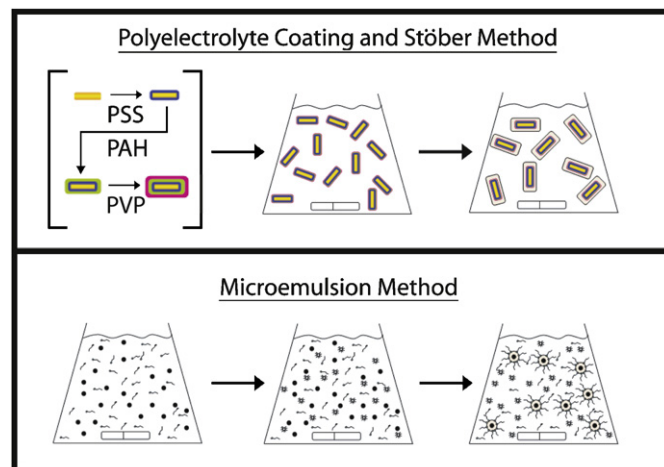 Polyelectrolyte Coating and Stöber Method
PSS
PAH
PVP
Microemulsion Method